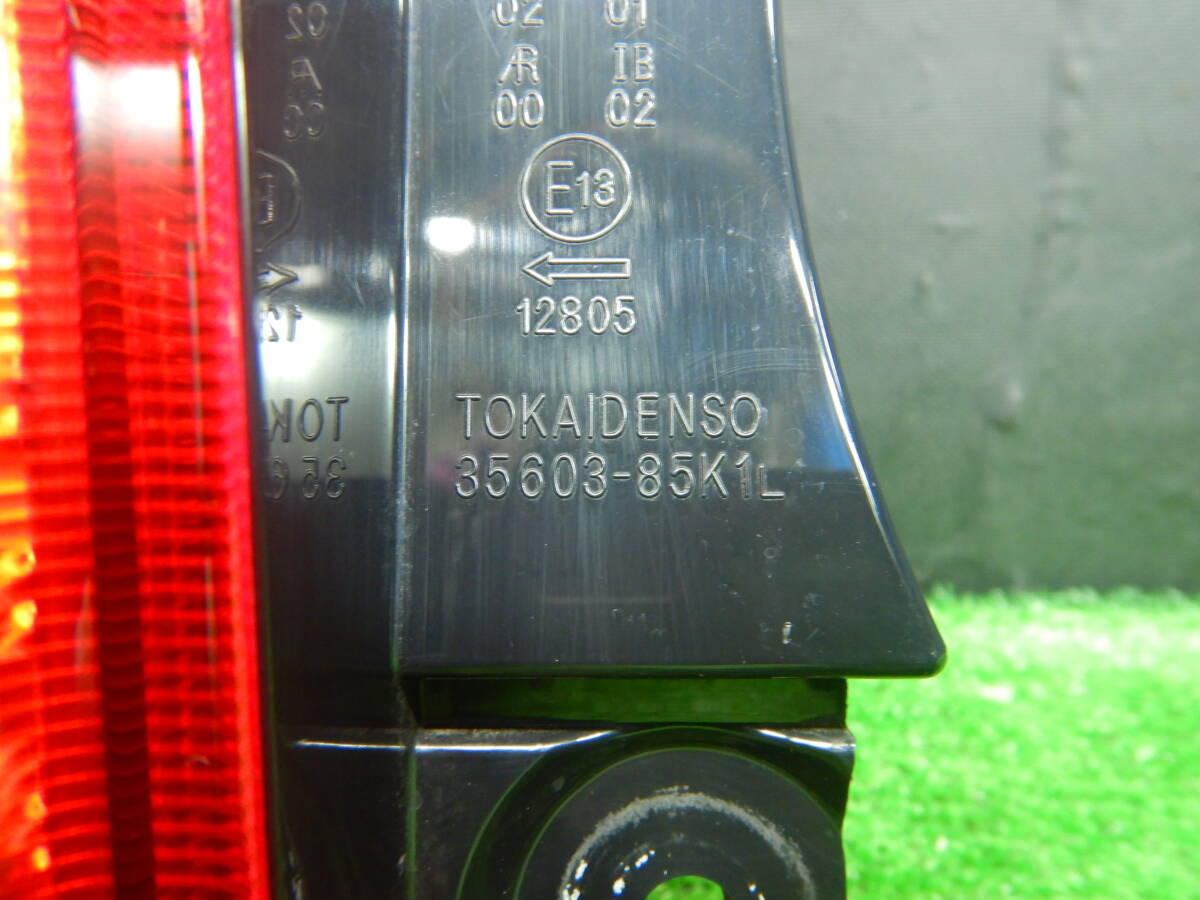 02 01
AR IB
00 02
E13
12805
TOKAIDENSO
35603-85K1L